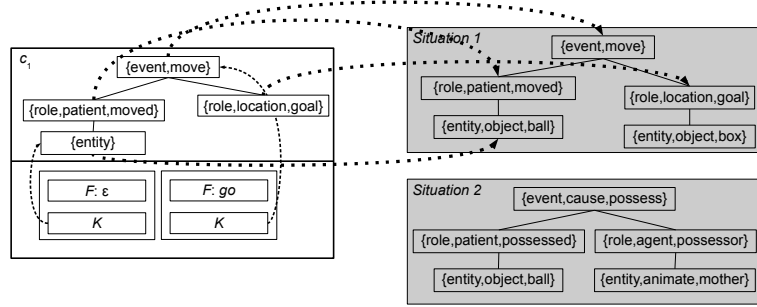 c1
{event,move}
{role,patient,moved}
{role,location,goal}
{entity}
F: ε
F: go
K
K
Situation 1
{event,move}
{role,patient,moved}
{role,location,goal}
{entity,object,ball}
{entity,object,box}
Situation 2
{event,cause,possess}
{role,patient,possessed}
{role,agent,possessor}
{entity,object,ball}
{entity,animate,mother}